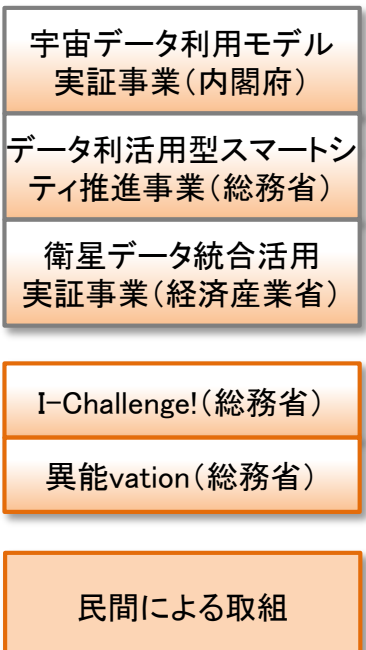 宇宙データ利用モデル
実証事業（内閣府）
データ利活用型スマートシ
ティ推進事業（総務省）
衛星データ統合活用
実証事業（経済産業省）
I-Challenge!（総務省）
異能vation（総務省）
民間による取組